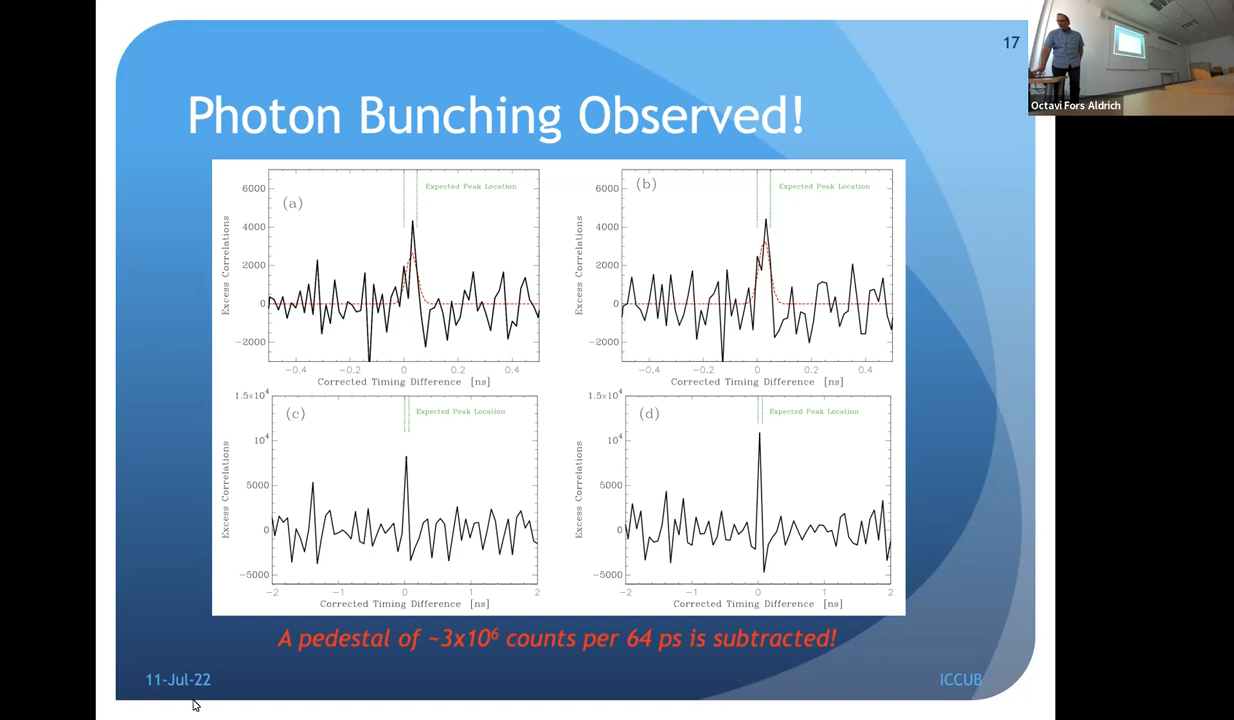 17
Octavi Fors Aldrich
Photon Bunching Observed!
(a)
Expected Peak Location
6000
4000
2000
0
−2000
Excess Correlations
−0.4 −0.2 0 0.2 0.4
Corrected Timing Difference [ns]
(b)
Expected Peak Location
6000
4000
2000
0
−2000
Excess Correlations
−0.4 −0.2 0 0.2 0.4
Corrected Timing Difference [ns]
(c)
Expected Peak Location
1.5×10⁴
10⁴
5000
0
−5000
Excess Correlations
−2 −1 0 1 2
Corrected Timing Difference [ns]
(d)
Expected Peak Location
1.5×10⁴
10⁴
5000
0
−5000
Excess Correlations
−2 −1 0 1 2
Corrected Timing Difference [ns]
A pedestal of ~3x10⁶ counts per 64 ps is subtracted!
11-Jul-22
ICCUB